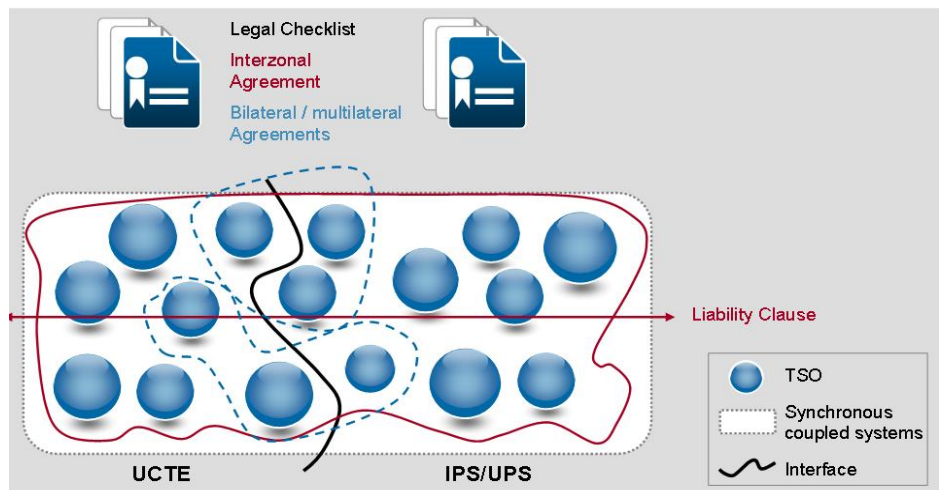 Legal Checklist
Interzonal
Agreement
Bilateral / multilateral
Agreements
Liability Clause
TSO
Synchronous
coupled systems
Interface
UCTE
IPS/UPS